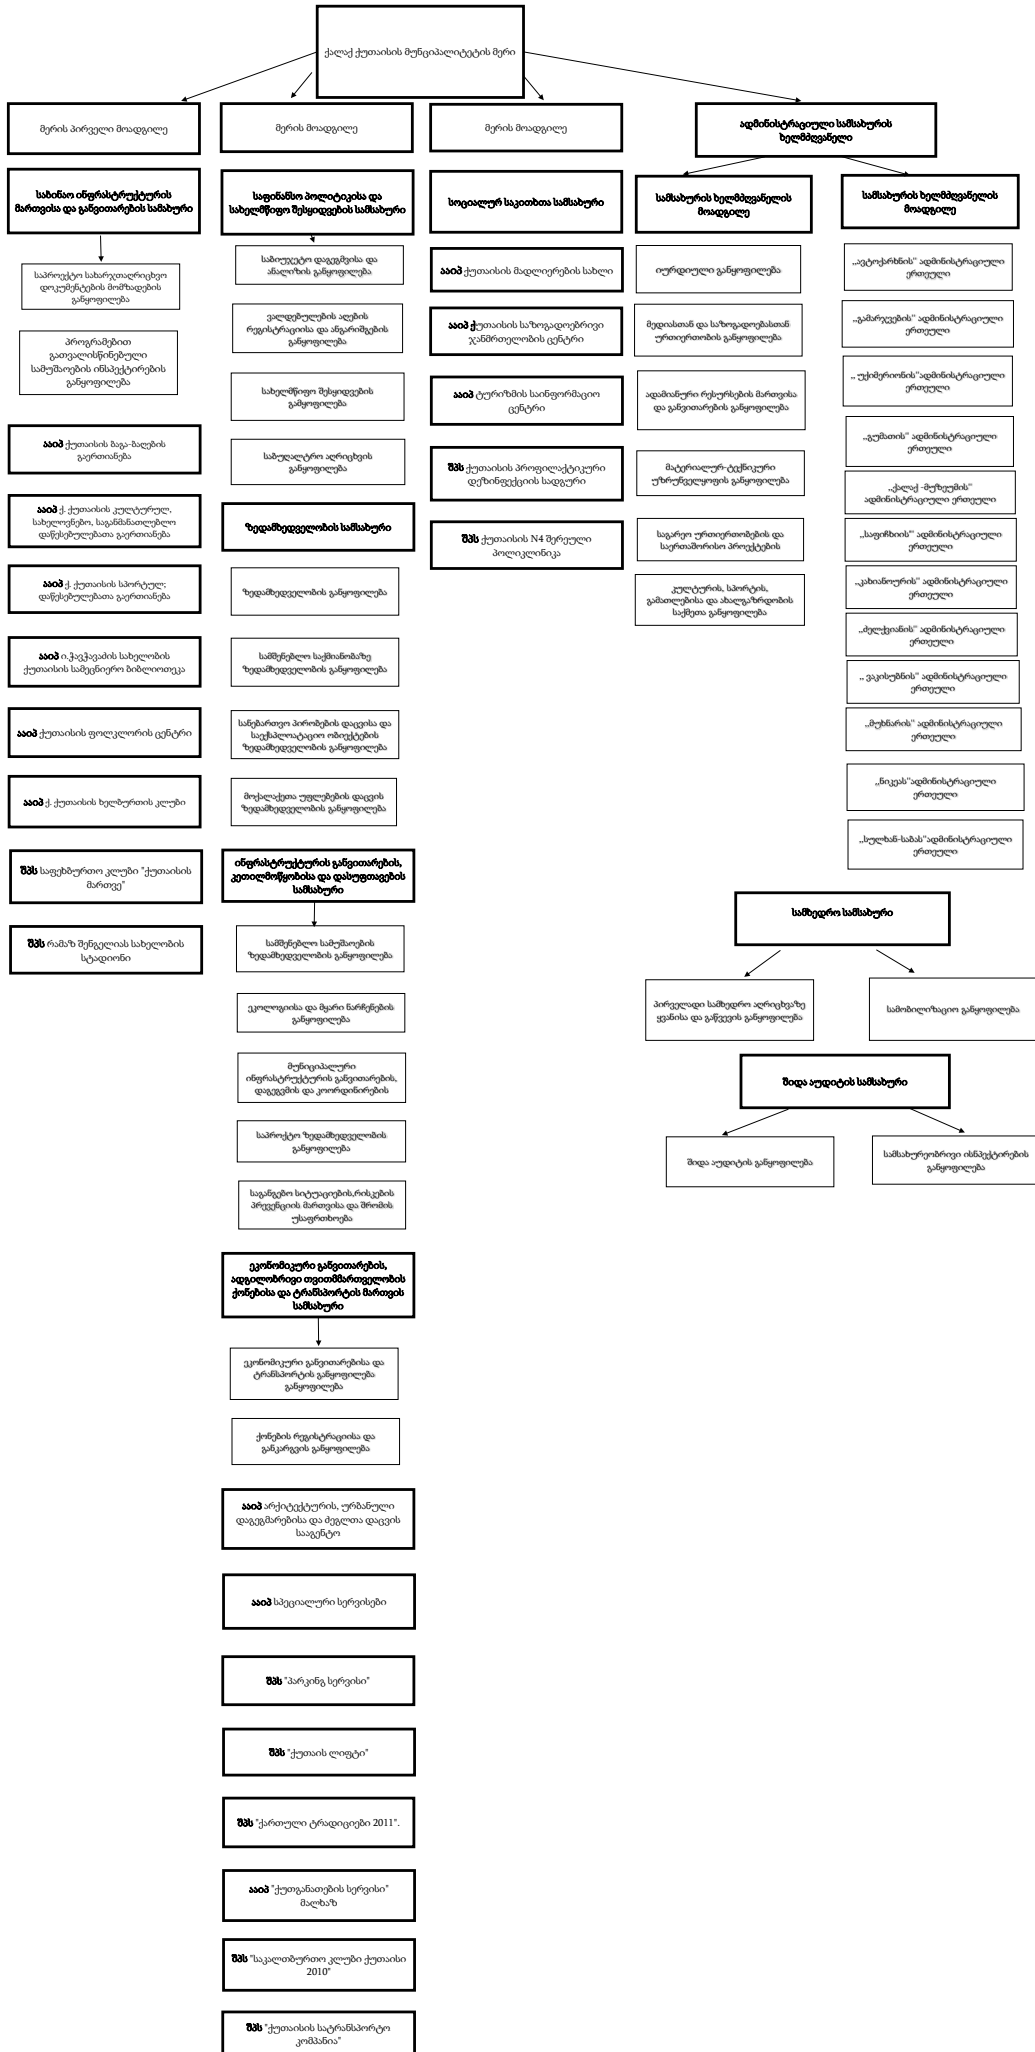 ქალაქ ქუთაისის მუნციპალიტეტის მერი
მერის პირველი მოადგილე
მერის მოადგილე
მერის მოადგილე
ადმინისტრაციული სამსახურის
ხელმძღვანელი
საბინაო ინფრასტრუქტურის
მართვისა და განვითარების სამახური
საპროექტო სახარჯთაღრიცხვო
დოკუმენტების მომზადების
განყოფილება
პროგრამებით
გათვალისწინებული
სამუშაოების ინსპექტირების
განყოფილება
ააიპ ქუთაისის ბაგა-ბაღების
გაერთიანება
ააიპ ქ. ქუთაისის კულტურულ,
სახელოვნებო, საგანმანათლებლო
დაწესებულებათა გაერთიანება
ააიპ ქ. ქუთაისის სპორტულ;
დაწესებულებათა გაერთიანება
ააიპ ი.ჭავჭავაძის სახელობის
ქუთაისის სამეცნიერო ბიბლიოთეკა
ააიპ ქუთაისის ფოლკლორის ცენტრი
ააიპ ქ. ქუთაისის ხელბურთის კლუბი
შპს საფეხბურთო კლუბი "ქუთაისის
მართვე"
შპს რამაზ შენგელიას სახელობის
სტადიონი
საფინანსო პოლიტიკისა და
სახელმწიფო შესყიდვების სამსახური
საბიუჯეტო დაგეგმვისა და
ანალიზის განყოფილება
ვალდებულების აღების
რეგისტრაციისა და ანგარიშგების
განყოფილება
სახელმწიფო შესყიდვების
გამყოფილება
საბუღალტრო აღრიცხვის
განყოფილება
ზედამხედველობის სამსახური
ზედამხედველობის განყოფილება
სამშენებლო საქმიანობაზე
ზედამხედველობის განყოფილება
სანებართვო პირობების დაცვისა და
საექსპლოატაციო ობიექტების
ზედამხედველობის განყოფილება
მოქალაქეთა უფლებების დაცვის
ზედამხედველობის განყოფილება
ინფრასტრუქტურის განვითარების,
კეთილმოწყობისა და დასუფთავების
სამსახური
სამშენებლო სამუშაოების
ზედამხედველობის განყოფილება
ეკოლოგიისა და მყარი ნარჩენების
განყოფილება
მუნიციპალური
ინფრასტრუქტურის განვითარების,
დაგეგვმის და კოორდინირების
საპროქტო ზედამხედველობის
განყოფილება
საგანგებო სიტუაციების,რისკების
პრევენციის მართვისა და შრომის
უსაფრთხოება
ეკონომიკური განვითარების,
ადგილობრივი თვითმმართველობის
ქონებისა და ტრანსპორტის მართვის
სამსახური
ეკონომიკური განვითარებისა და
ტრანსპორტის განყოფილება
განყოფილება
ქონების რეგისტრაციისა და
განკარგვის განყოფილება
ააიპ არქიტექტურის, ურბანული
დაგეგმარებისა და ძეგლთა დაცვის
სააგენტო
ააიპ სპეციალური სერვისები
შპს "პარკინგ სერვისი"
შპს "ქუთაის ლიფტი"
შპს "ქართული ტრადიციები 2011".
ააიპ "ქუთგანათების სერვისი"
მალხაზ
შპს "საკალთბურთო კლუბი ქუთაისი
2010"
შპს "ქუთაისის სატრანსპორტო
კომპანია"
სოციალურ საკითხთა სამსახური
ააიპ ქუთაისის მადლიერების სახლი
ააიპ ქუთაისის საზოგადოებრივი
ჯანმრთელობის ცენტრი
ააიპ ტურიზმის საინფორმაციო
ცენტრი
შპს ქუთაისის პროფილაქტიკური
დეზინფექციის სადგური
შპს ქუთაისის N4 შერეული
პოლიკლინიკა
სამსახურის ხელმძღვანელის
მოადგილე
იურდიული განყოფილება
მედიასთან და საზოგადოებასთან
ურთიერთობის განყოფილება
ადამიანური რესურსების მართვისა
და განვითარების განყოფილება
მატერიალურ-ტექნიკური
უზრუნველყოფის განყოფილება
საგარეო ურთიერთობების და
საერთაშორისო პროექტების
კულტურის, სპორტის,
გამათლებისა და ახალგაზრდობის
საქმეთა განყოფილება
სამსახურის ხელმძღვანელის
მოადგილე
,,ავტოქარხნის" ადმინისტრაციული
ერთეული
,,გამარჯვების" ადმინისტრაციული
ერთეული
,, უქიმერიონის"ადმინისტრაციული
ერთეული
,,გუმათის" ადმინისტრაციული
ერთეული
,,ქალაქ -მუზეუმის"
ადმინისტრაციული ერთეული
,,საფიჩხიის'" ადმინისტრაციული
ერთეული
,,კახიანოურის" ადმინისტრაციული
ერთეული
,,ძელქვიანის" ადმინისტრაციული
ერთეული
,, ვაკისუბნის" ადმინისტრაციული
ერთეული
,,მუხნარის" ადმინისტრაციული
ერთეული
,,ნიკეას"ადმინისტრაციული
ერთეული
,,სულხან-საბას"ადმინისტრაციული
ერთეული
სამხედრო სამსახური
პირველადი სამხედრო აღრიცხვაზე
ყვანისა და გაწვევის განყოფილება
სამობილიზაციო განყოფილება
შიდა აუდიტის სამსახური
შიდა აუდიტის განყოფილება
სამსახურეობრივი ისნპექტირების
განყოფილება